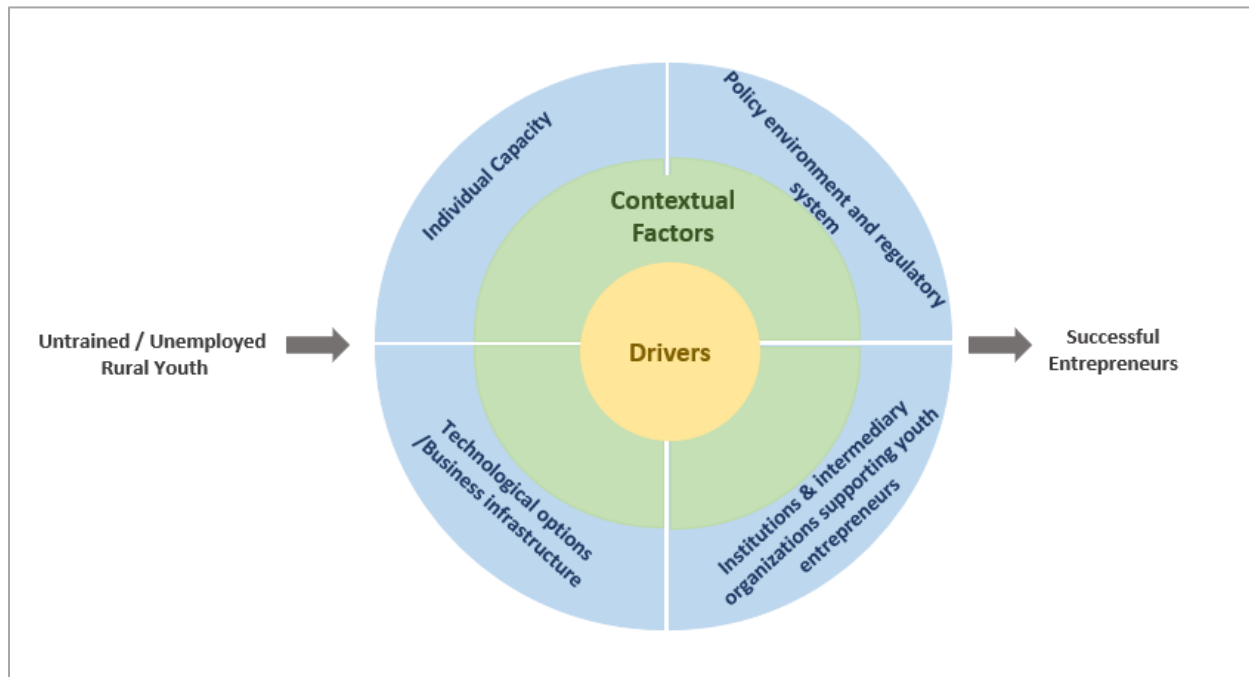 Individual Capacity
Policy environment and regulatory
system
Contextual
Factors
Drivers
Untrained / Unemployed
Rural Youth
Successful
Entrepreneurs
Technological options
/Business infrastructure
Institutions & intermediary
organizations supporting youth
entrepreneurs